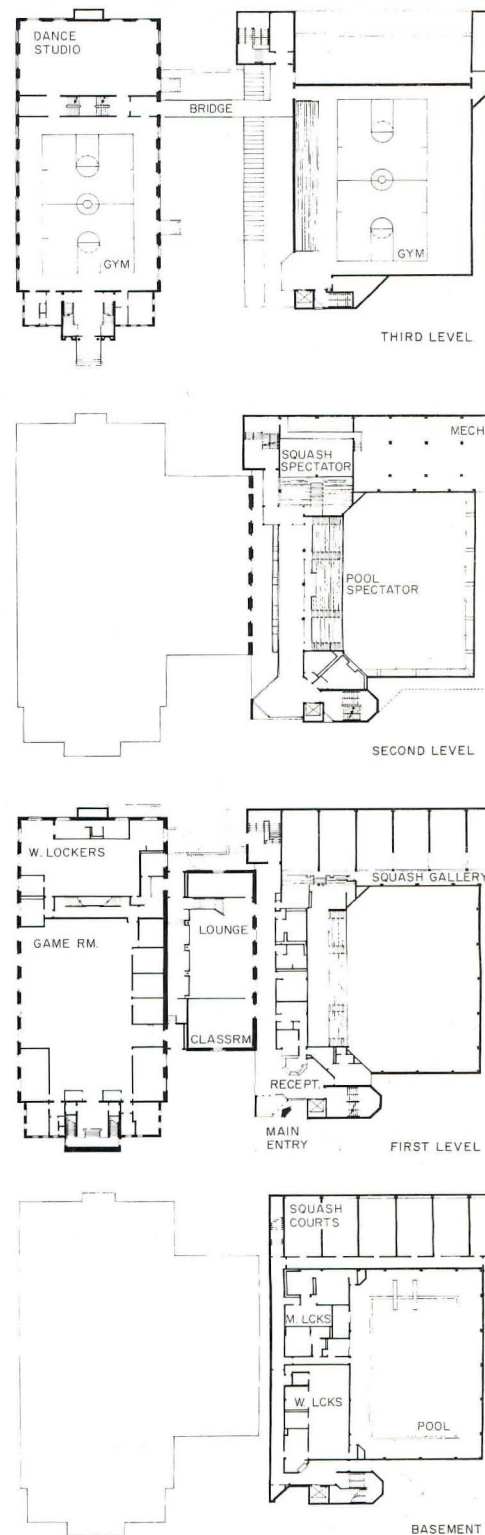 DANCE
STUDIO
BRIDGE
GYM
GYM
THIRD LEVEL
MECH
SQUASH
SPECTATOR
POOL
SPECTATOR
SECOND LEVEL
W. LOCKERS
SQUASH GALLERY
LOUNGE
GAME RM.
CLASSRM
RECEPT.
MAIN
ENTRY
FIRST LEVEL
SQUASH
COURTS
M. LCKS
W. LCKS
POOL
BASEMENT